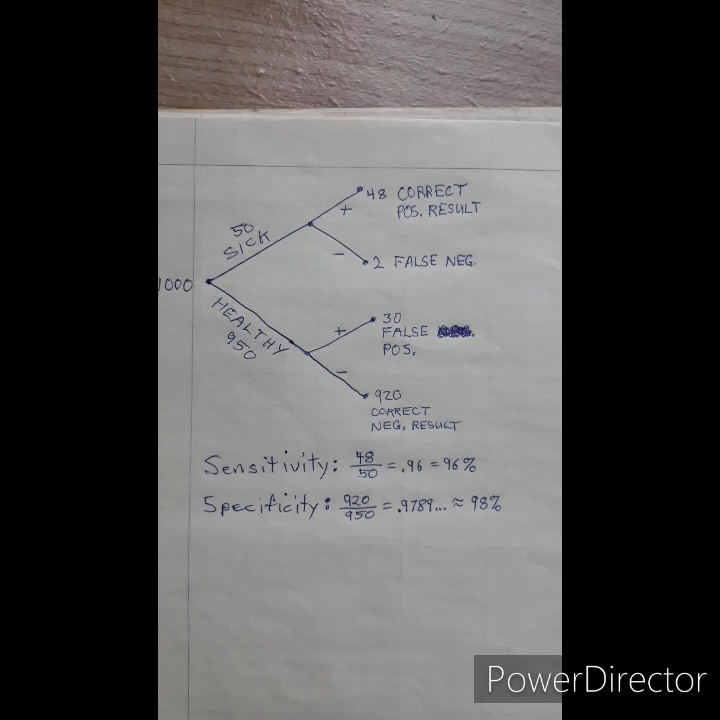 48 CORRECT
POS. RESULT
+
50
SICK
-
2 FALSE NEG.
1000
HEALTHY
950
+
30
FALSE
POS.
-
920
CORRECT
NEG, RESULT
Sensitivity: 48/50 = .96 = 96%
Specificity: 920/950 = .9789... ≈ 98%
PowerDirector